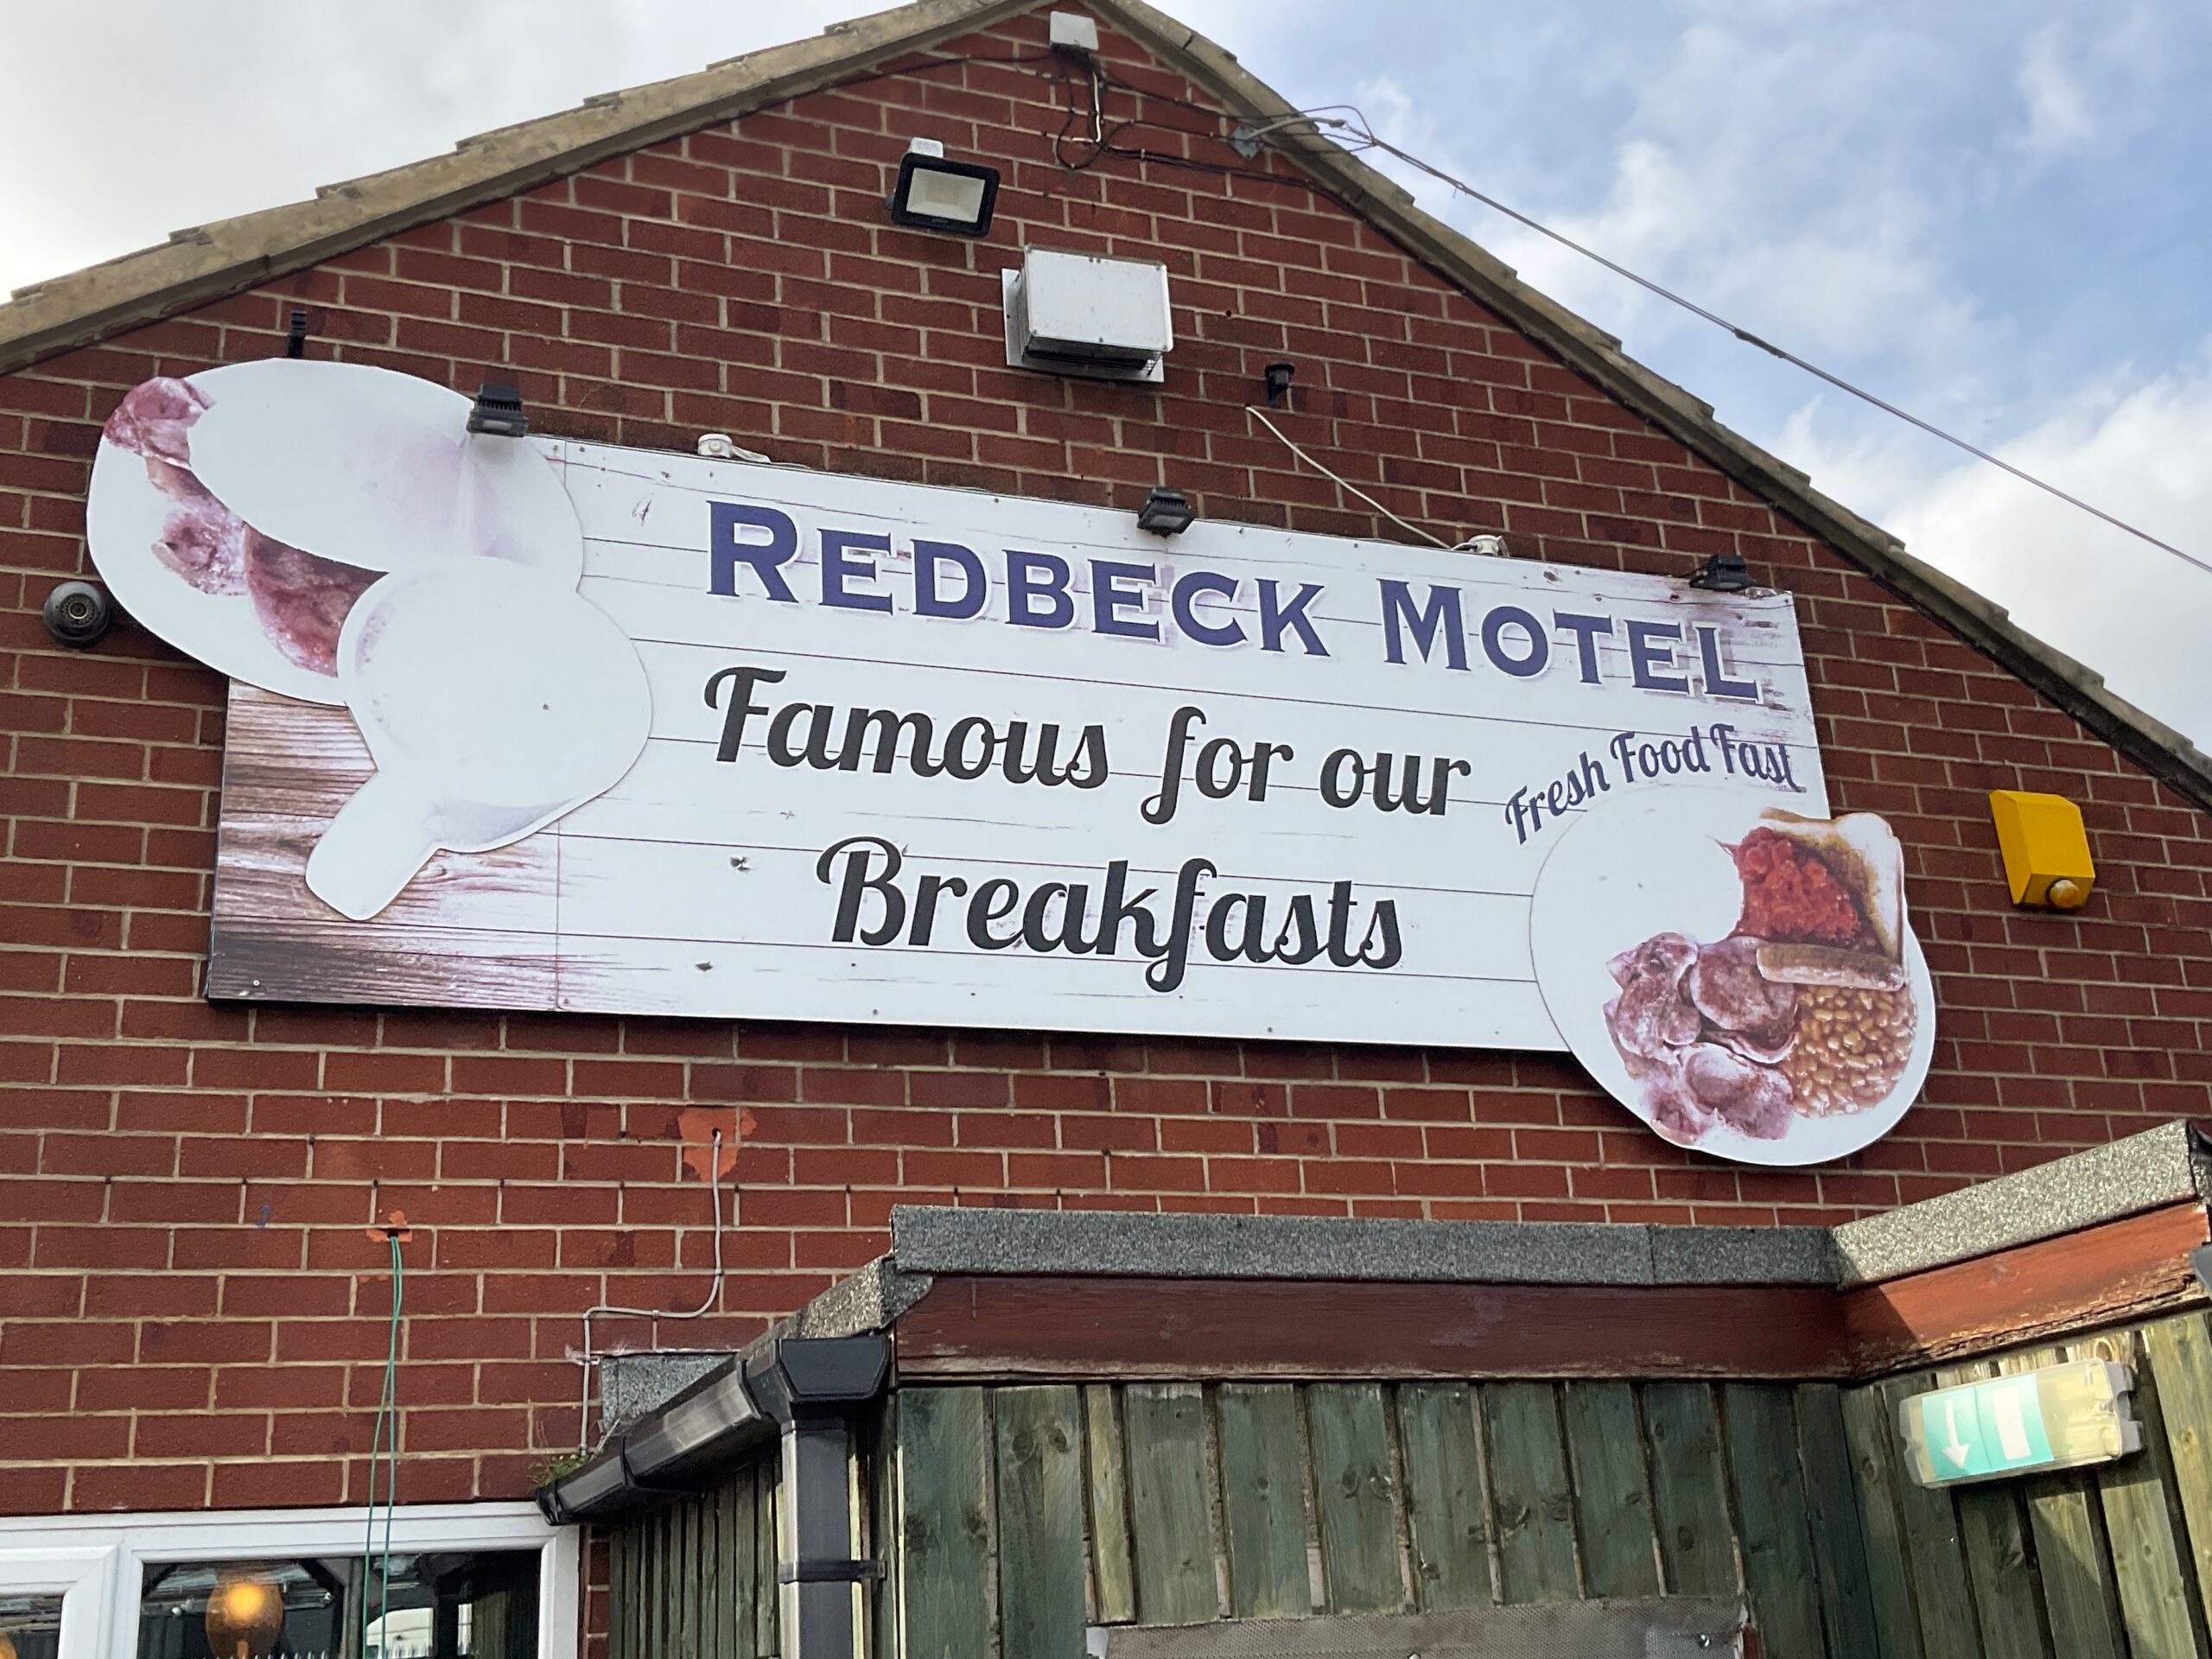 REDBECK MOTEL
Famous for our
Breakfasts
Fresh Food Fast